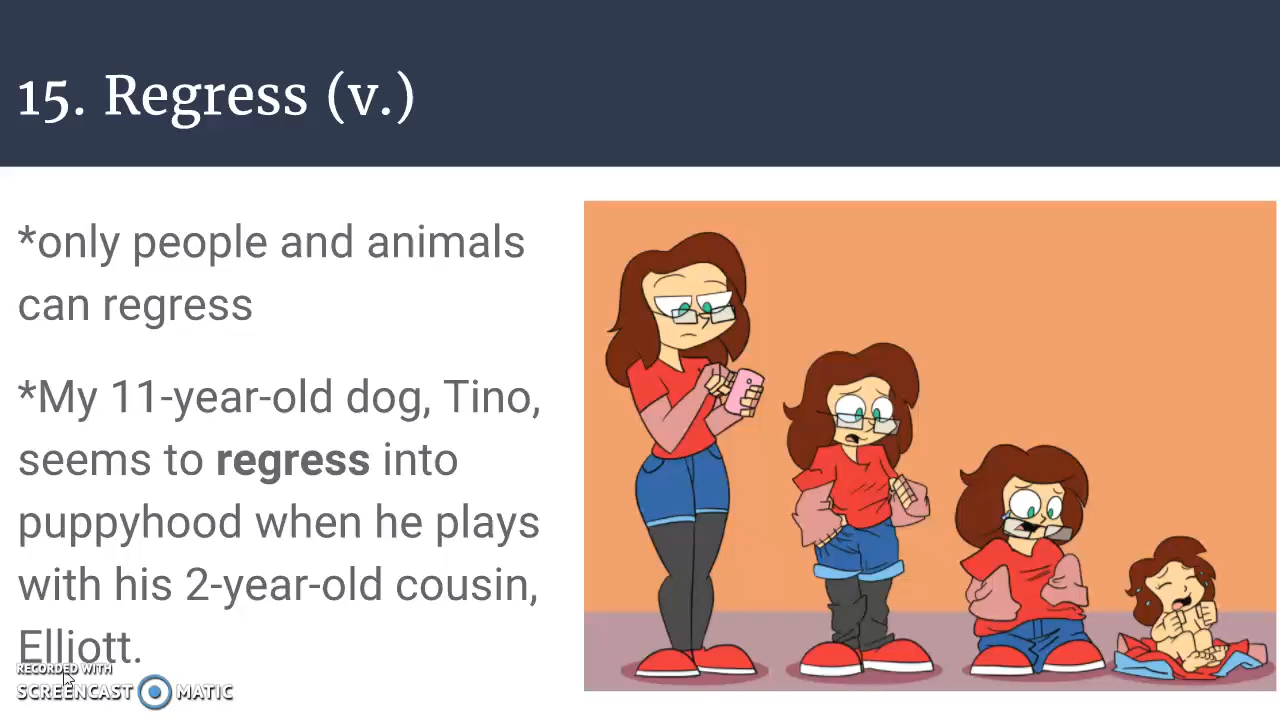 15. Regress (v.)
*only people and animals
can regress
*My 11-year-old dog, Tino,
seems to regress into
puppyhood when he plays
with his 2-year-old cousin,
Elliott.
RECORDED WITH
SCREENCAST MATIC